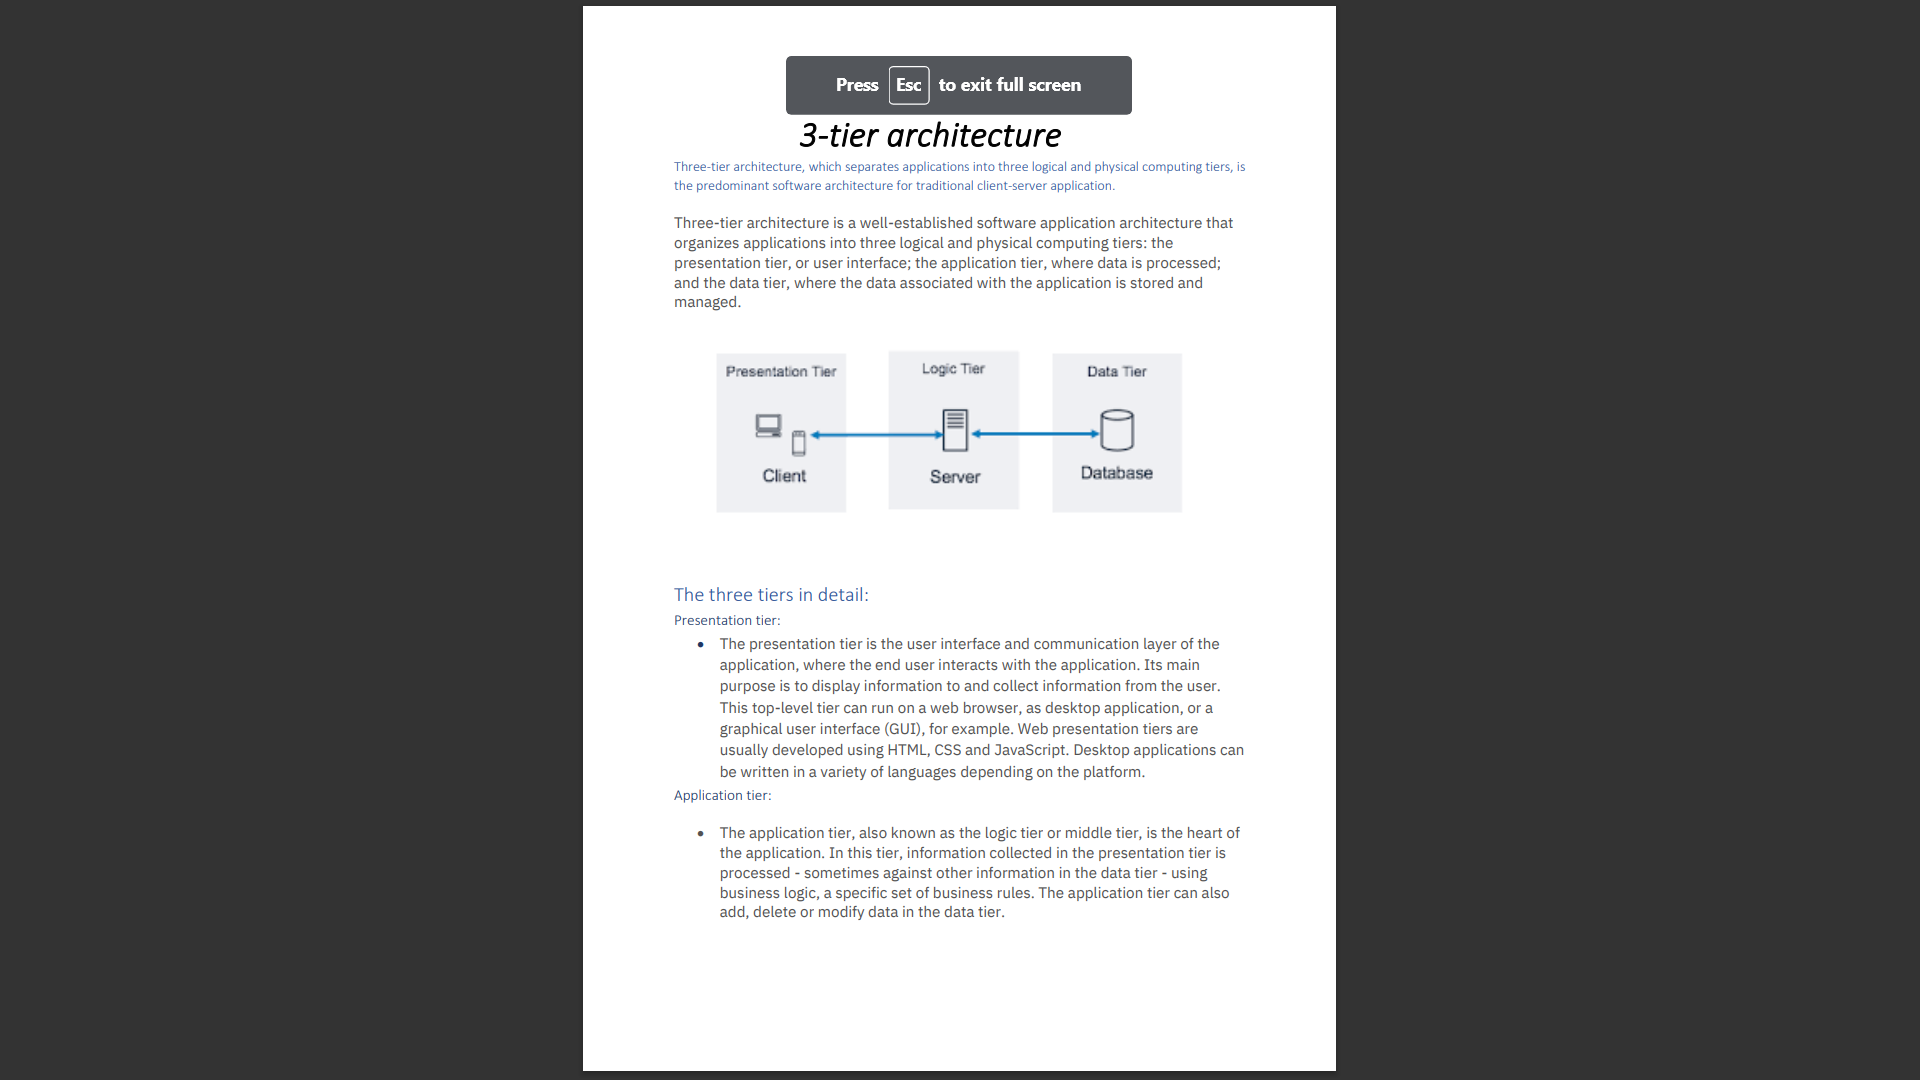 Press Esc to exit full screen
3-tier architecture
Three-tier architecture, which separates applications into three logical and physical computing tiers, is
the predominant software architecture for traditional client-server application.
Three-tier architecture is a well-established software application architecture that
organizes applications into three logical and physical computing tiers: the
presentation tier, or user interface; the application tier, where data is processed;
and the data tier, where the data associated with the application is stored and
managed.
Presentation Tier
Logic Tier
Data Tier
Client
Server
Database
The three tiers in detail:
Presentation tier:
• The presentation tier is the user interface and communication layer of the
application, where the end user interacts with the application. Its main
purpose is to display information to and collect information from the user.
This top-level tier can run on a web browser, as desktop application, or a
graphical user interface (GUI), for example. Web presentation tiers are
usually developed using HTML, CSS and JavaScript. Desktop applications can
be written in a variety of languages depending on the platform.
Application tier:
• The application tier, also known as the logic tier or middle tier, is the heart of
the application. In this tier, information collected in the presentation tier is
processed - sometimes against other information in the data tier - using
business logic, a specific set of business rules. The application tier can also
add, delete or modify data in the data tier.